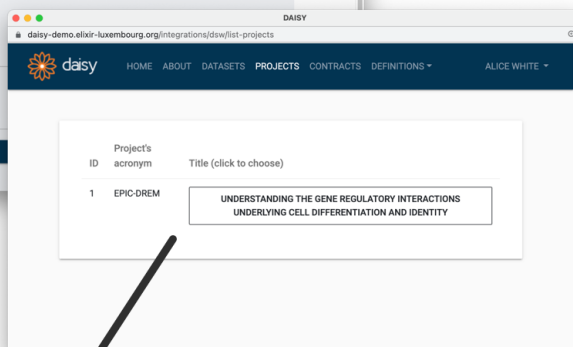 DAISY
daisy-demo.elixir-luxembourg.org/integrations/dsw/list-projects
daisy HOME ABOUT DATASETS PROJECTS CONTRACTS DEFINITIONS ALICE WHITE
ID Project's acronym Title (click to choose)
1 EPIC-DREM UNDERSTANDING THE GENE REGULATORY INTERACTIONS
UNDERLYING CELL DIFFERENTIATION AND IDENTITY